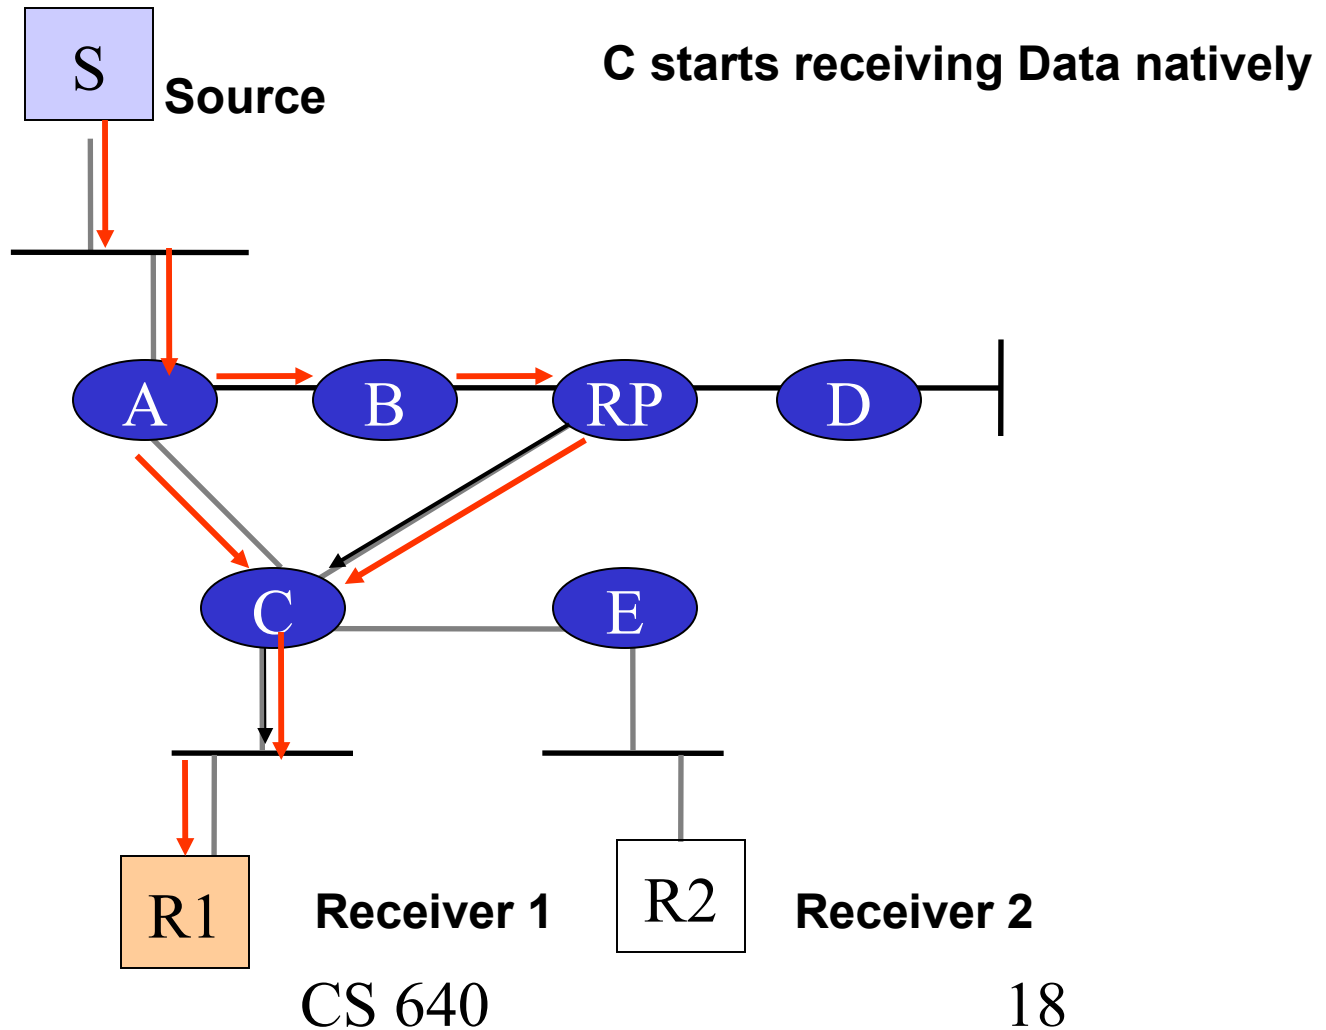 S
C starts receiving Data natively
Source
A B RP D
C E
R1 Receiver 1 R2 Receiver 2
CS 640 18